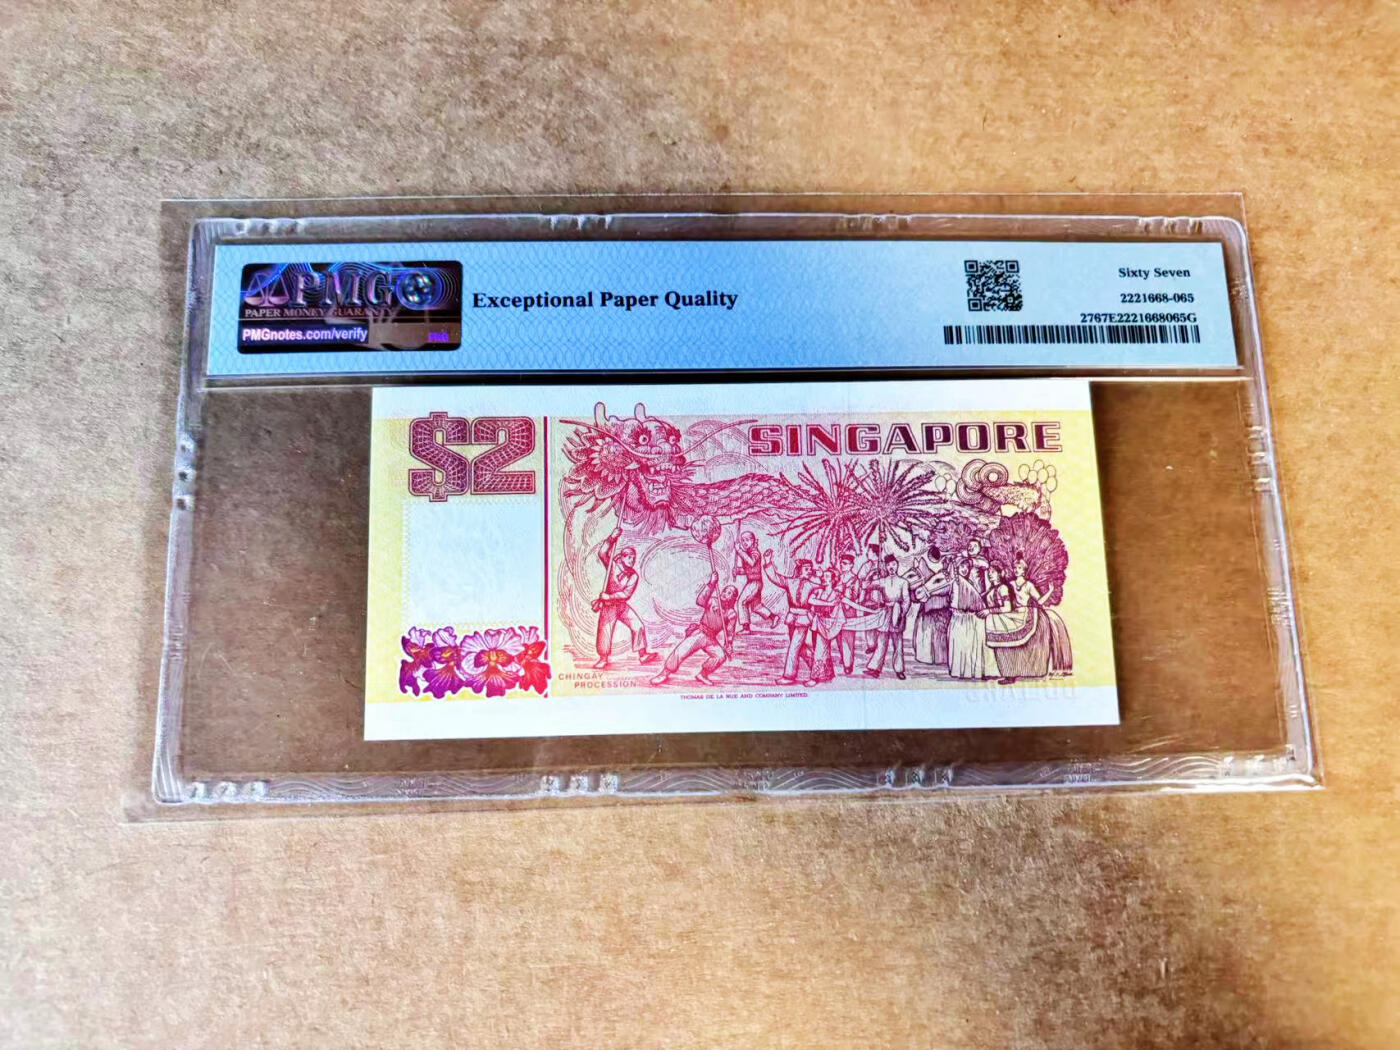 PMG
PAPER MONEY GUARANTY
PMGnotes.com/verify
Exceptional Paper Quality
Sixty Seven
2221668-065
2767E2221668065G
$2
SINGAPORE
CHINGAY
PROCESSION
THOMAS DE LA RUE AND COMPANY LIMITED.